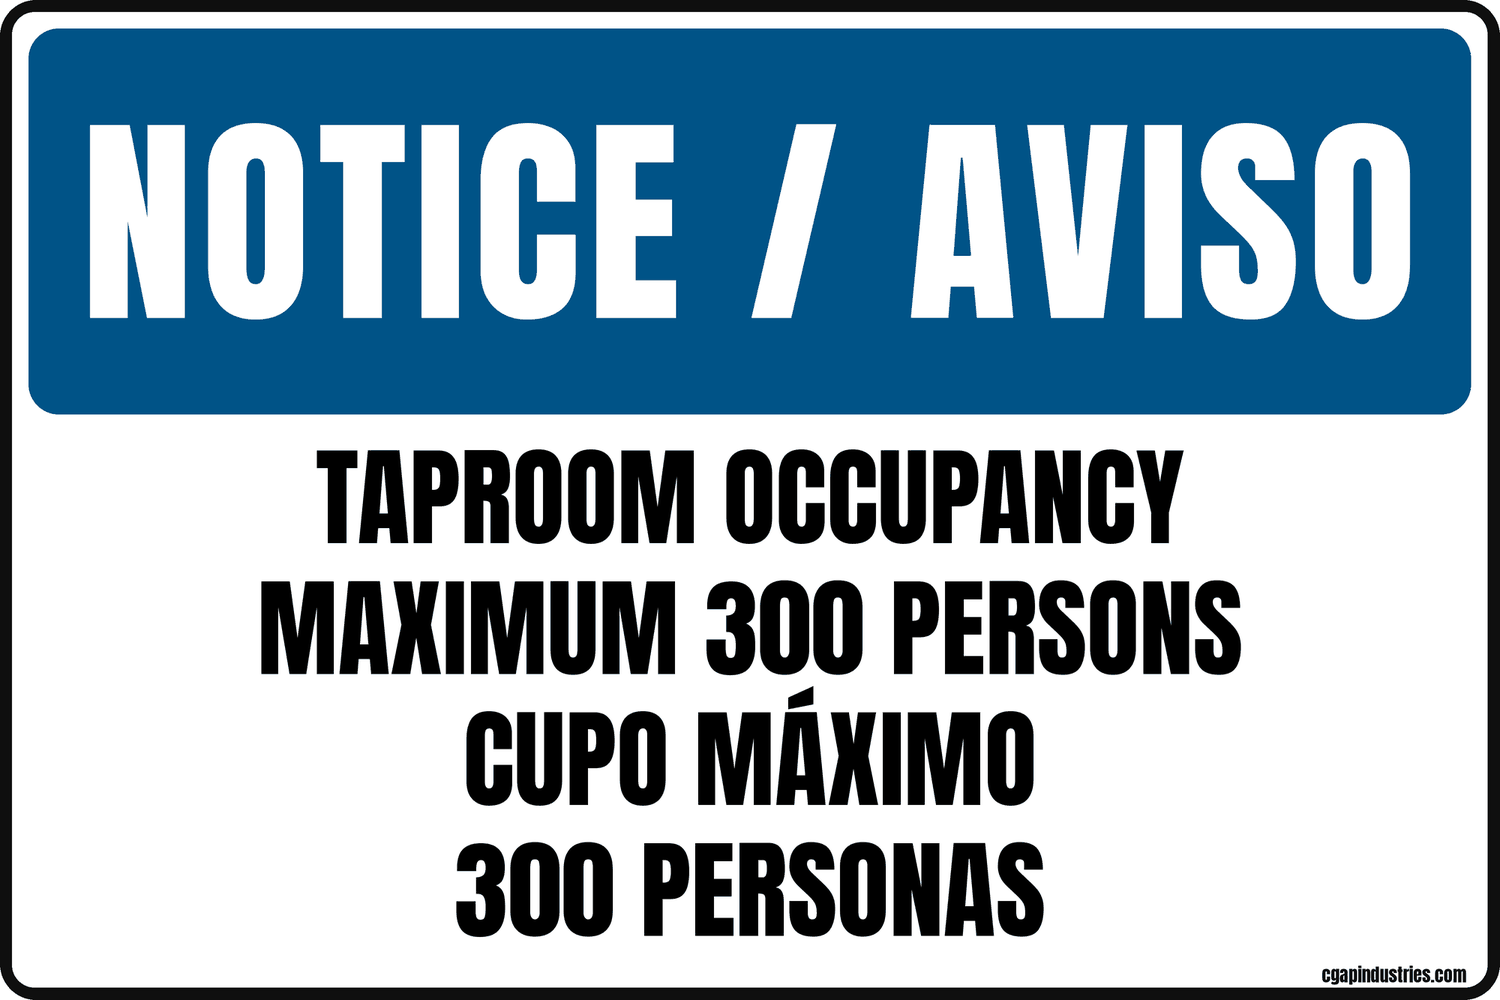 NOTICE / AVISO
TAPROOM OCCUPANCY
MAXIMUM 300 PERSONS
CUPO MÁXIMO
300 PERSONAS
cgapindustries.com